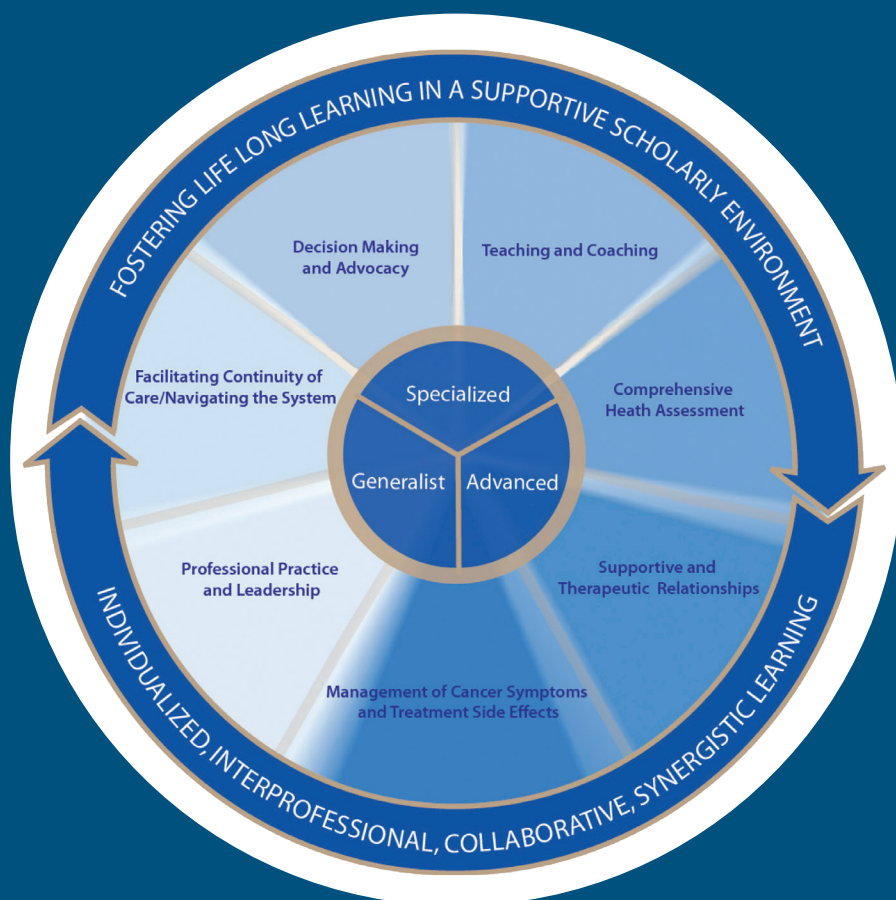 FOSTERING LIFE LONG LEARNING IN A SUPPORTIVE SCHOLARLY ENVIRONMENT
Decision Making
and Advocacy
Teaching and Coaching
Facilitating Continuity of
Care/Navigating the System
Specialized
Comprehensive
Heath Assessment
Generalist
Advanced
Professional Practice
and Leadership
Supportive and
Therapeutic Relationships
Management of Cancer Symptoms
and Treatment Side Effects
INDIVIDUALIZED, INTERPROFESSIONAL, COLLABORATIVE, SYNERGISTIC LEARNING